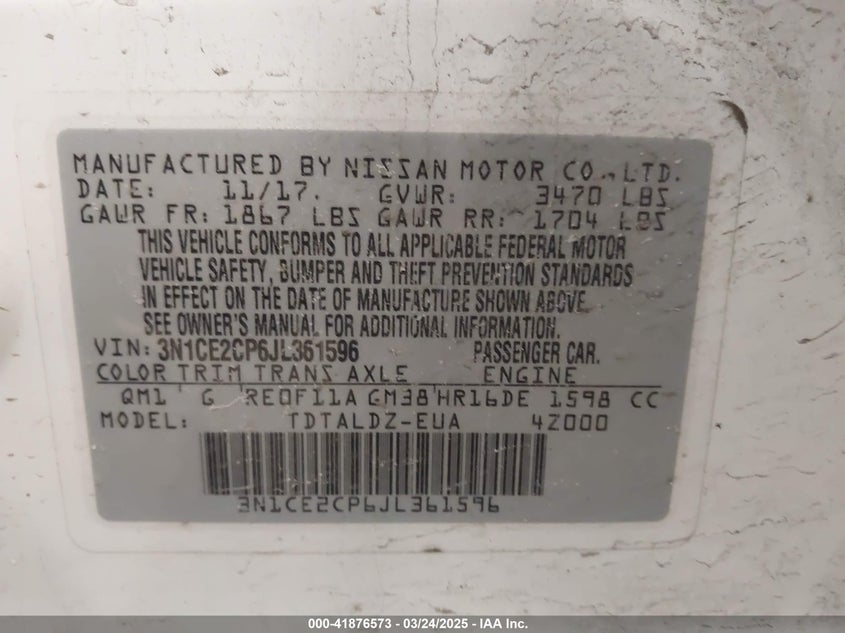 MANUFACTURED BY NISSAN MOTOR CO., LTD.
DATE: 11/17. GVWR: 3470 LBS
GAWR FR: 1867 LBS GAWR RR: 1704 LBS
THIS VEHICLE CONFORMS TO ALL APPLICABLE FEDERAL MOTOR
VEHICLE SAFETY, BUMPER AND THEFT PREVENTION STANDARDS
IN EFFECT ON THE DATE OF MANUFACTURE SHOWN ABOVE.
SEE OWNER'S MANUAL FOR ADDITIONAL INFORMATION.
VIN: 3N1CE2CP6JL361596 PASSENGER CAR.
COLOR TRIM TRANS AXLE ENGINE
QM1 G RE0F11A GM38 HR16DE 1598 CC
MODEL: TDTALDZ-EUA 4Z000
3N1CE2CP6JL361596
000-41876573 - 03/24/2025 - IAA Inc.